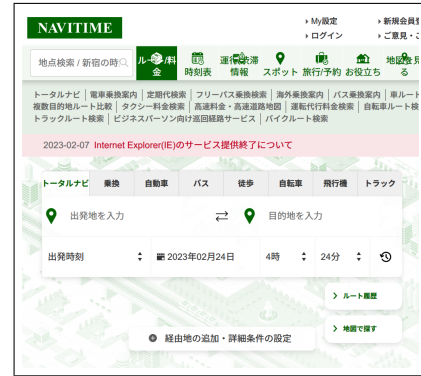 NAVITIME
My設定
新規会員登
ログイン
ご意見・ご
地点検索 / 新宿の時
ルート/料金
時刻表
運行/渋滞情報
スポット
旅行/予約
お役立ち
地図を見る
トータルナビ 電車乗換案内 定期代検索 フリーパス乗換検索 海外乗換案内 バス乗換案内 車ルート
複数目的地ルート比較 タクシー料金検索 高速料金・高速道路地図 運転代行料金検索 自転車ルート検
トラックルート検索 ビジネスパーソン向け巡回経路サービス バイクルート検索
2023-02-07 Internet Explorer(IE)のサービス提供終了について
トータルナビ 乗換 自動車 バス 徒歩 自転車 飛行機 トラック
出発地を入力 目的地を入力
出発時刻 2023年02月24日 4時 24分
ルート履歴
地図で探す
経由地の追加・詳細条件の設定